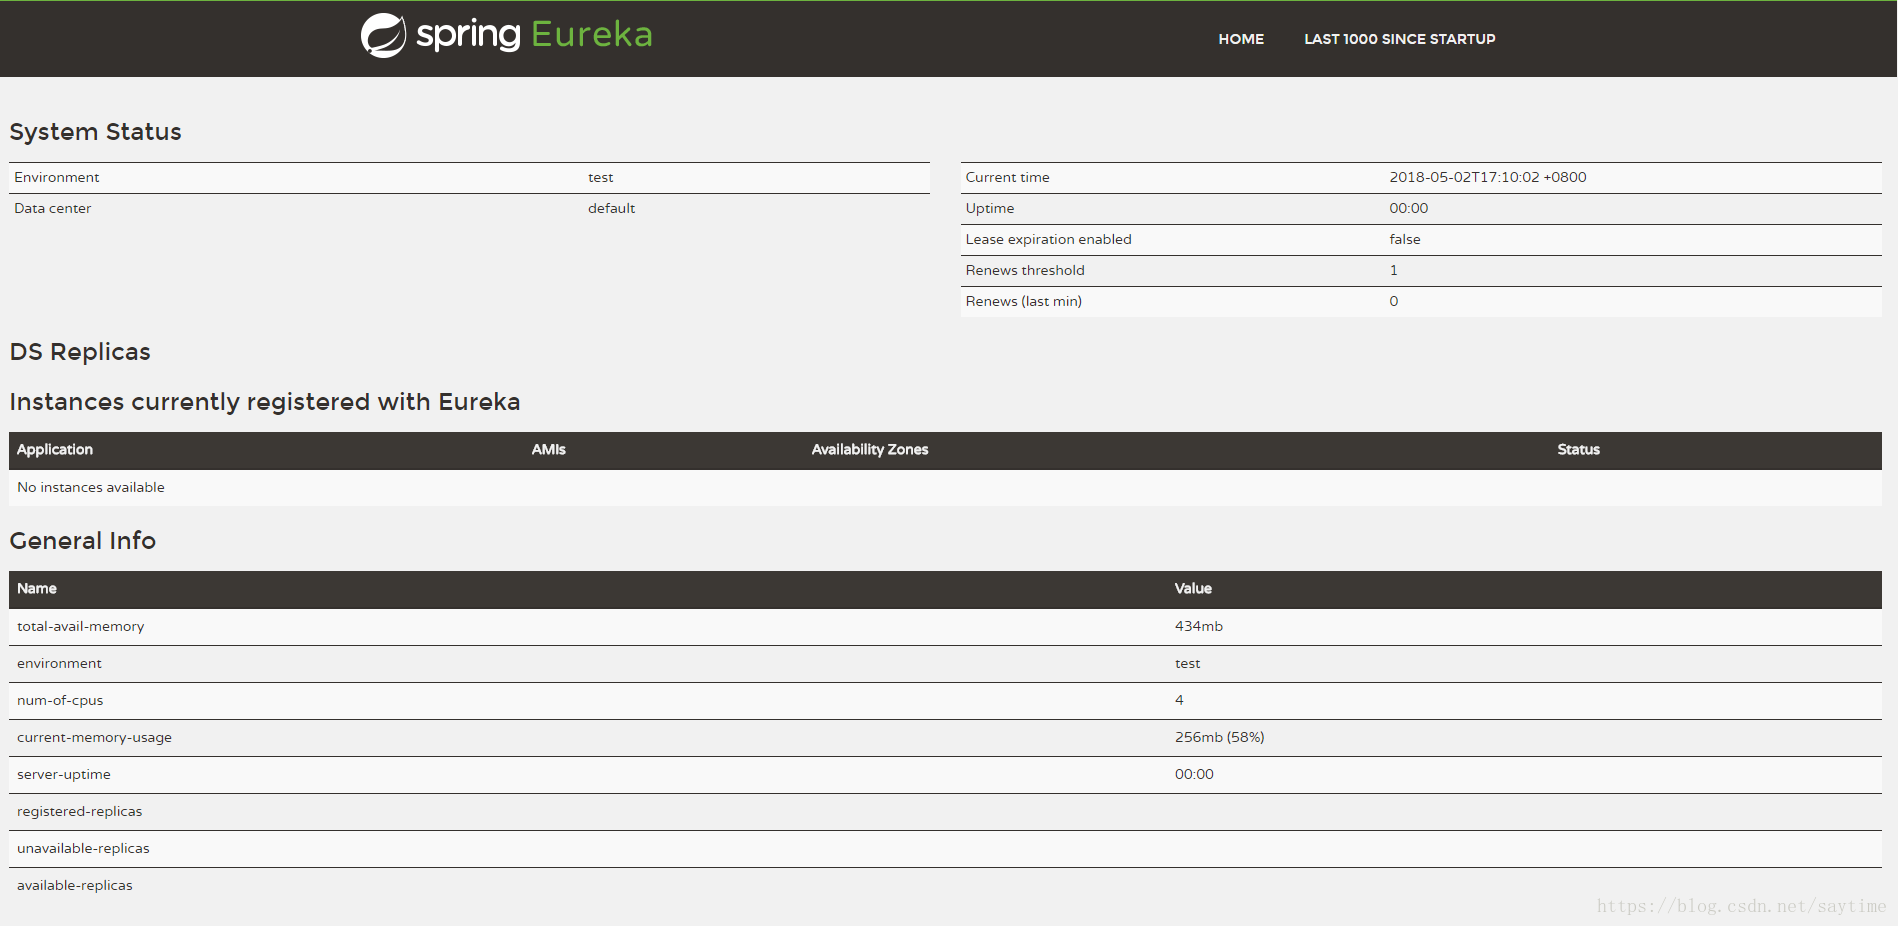 spring Eureka
HOME LAST 1000 SINCE STARTUP
System Status
Environment test
Data center default
Current time 2018-05-02T17:10:02 +0800
Uptime 00:00
Lease expiration enabled false
Renews threshold 1
Renews (last min) 0
DS Replicas
Instances currently registered with Eureka
Application AMIs Availability Zones Status
No instances available
General Info
Name Value
total-avail-memory 434mb
environment test
num-of-cpus 4
current-memory-usage 256mb (58%)
server-uptime 00:00
registered-replicas
unavailable-replicas
available-replicas
https://blog.csdn.net/saytime